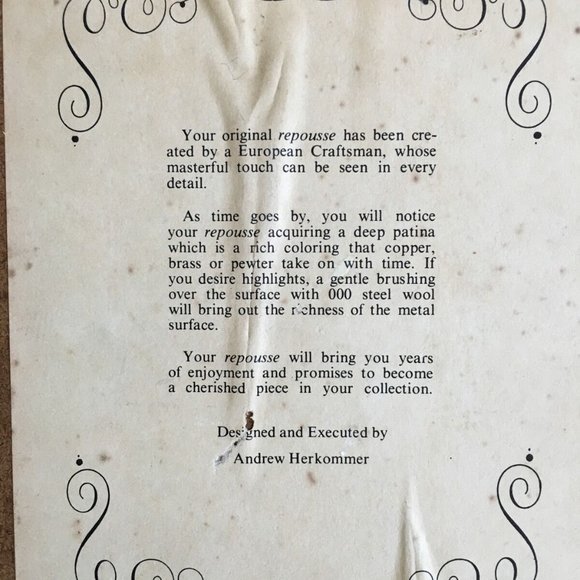 Your original repousse has been cre-
ated by a European Craftsman, whose
masterful touch can be seen in every
detail.
As time goes by, you will notice
your repousse acquiring a deep patina
which is a rich coloring that copper,
brass or pewter take on with time. If
you desire highlights, a gentle brushing
over the surface with 000 steel wool
will bring out the richness of the metal
surface.
Your repousse will bring you years
of enjoyment and promises to become
a cherished piece in your collection.
Designed and Executed by
Andrew Herkommer